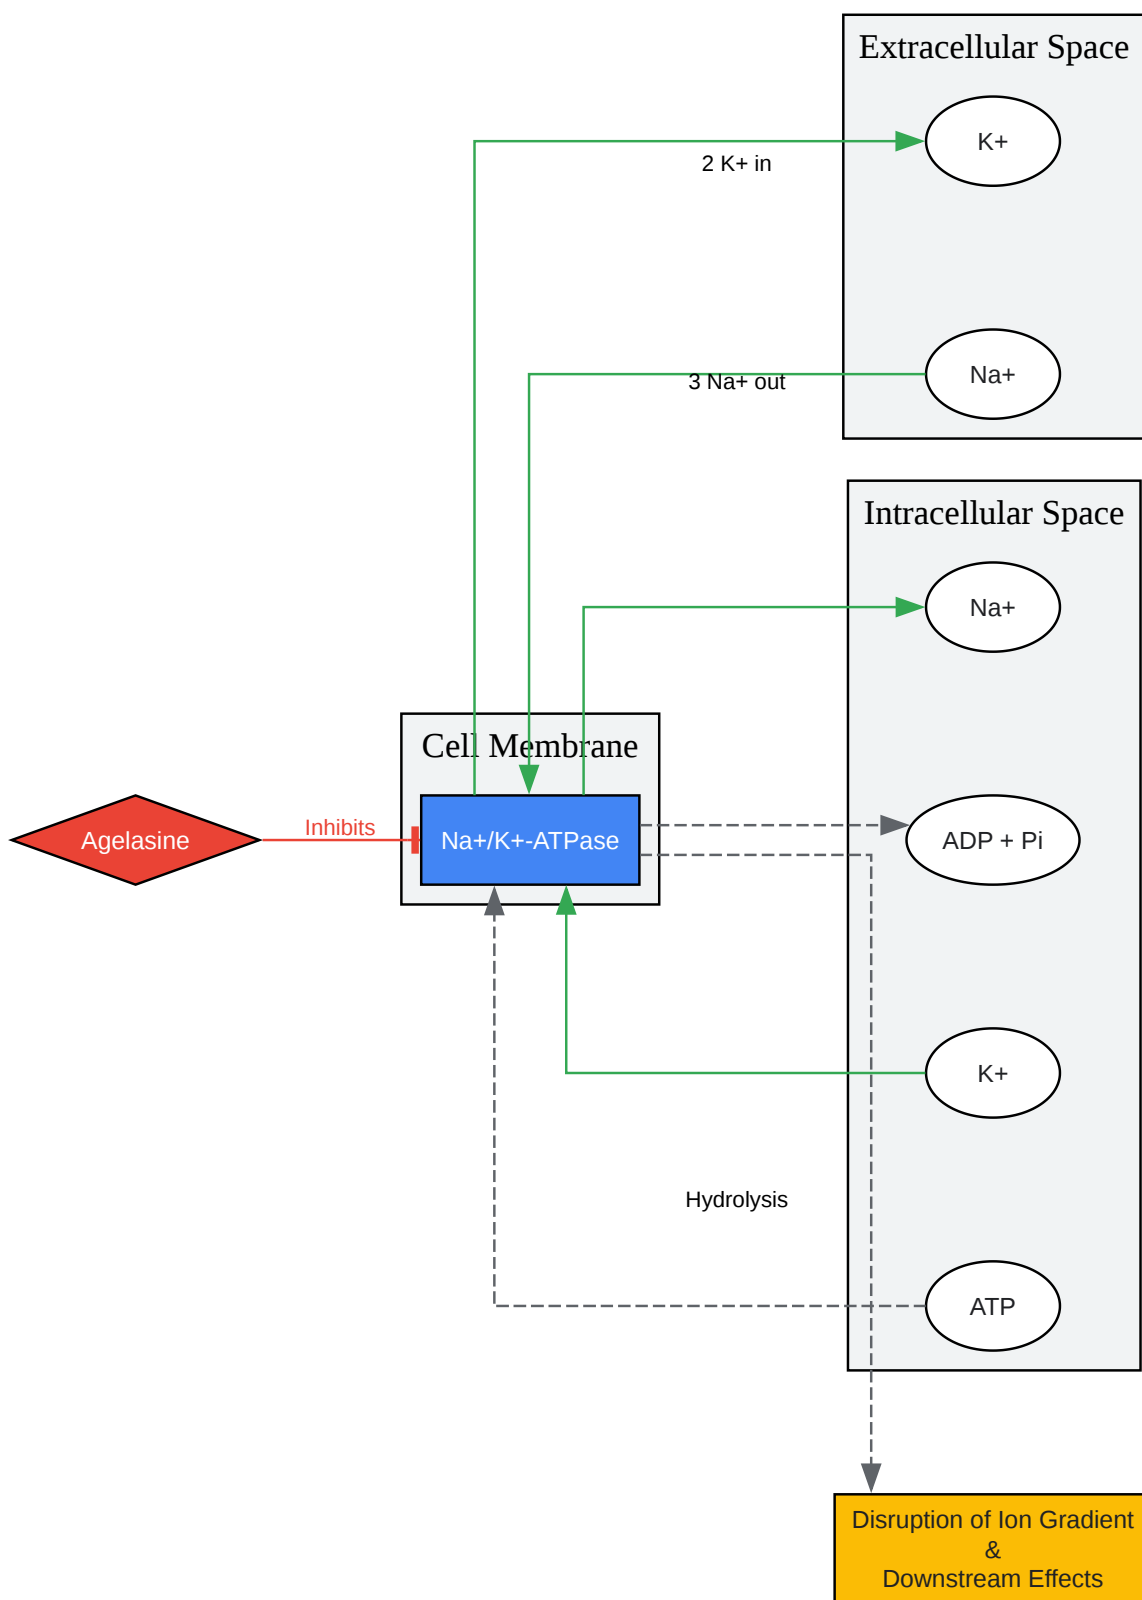 Extracellular Space
K+
2 K+ in
Na+
3 Na+ out
Intracellular Space
Na+
Cell Membrane
Agelasine
Inhibits
Na+/K+-ATPase
ADP + Pi
K+
Hydrolysis
ATP
Disruption of Ion Gradient
&
Downstream Effects